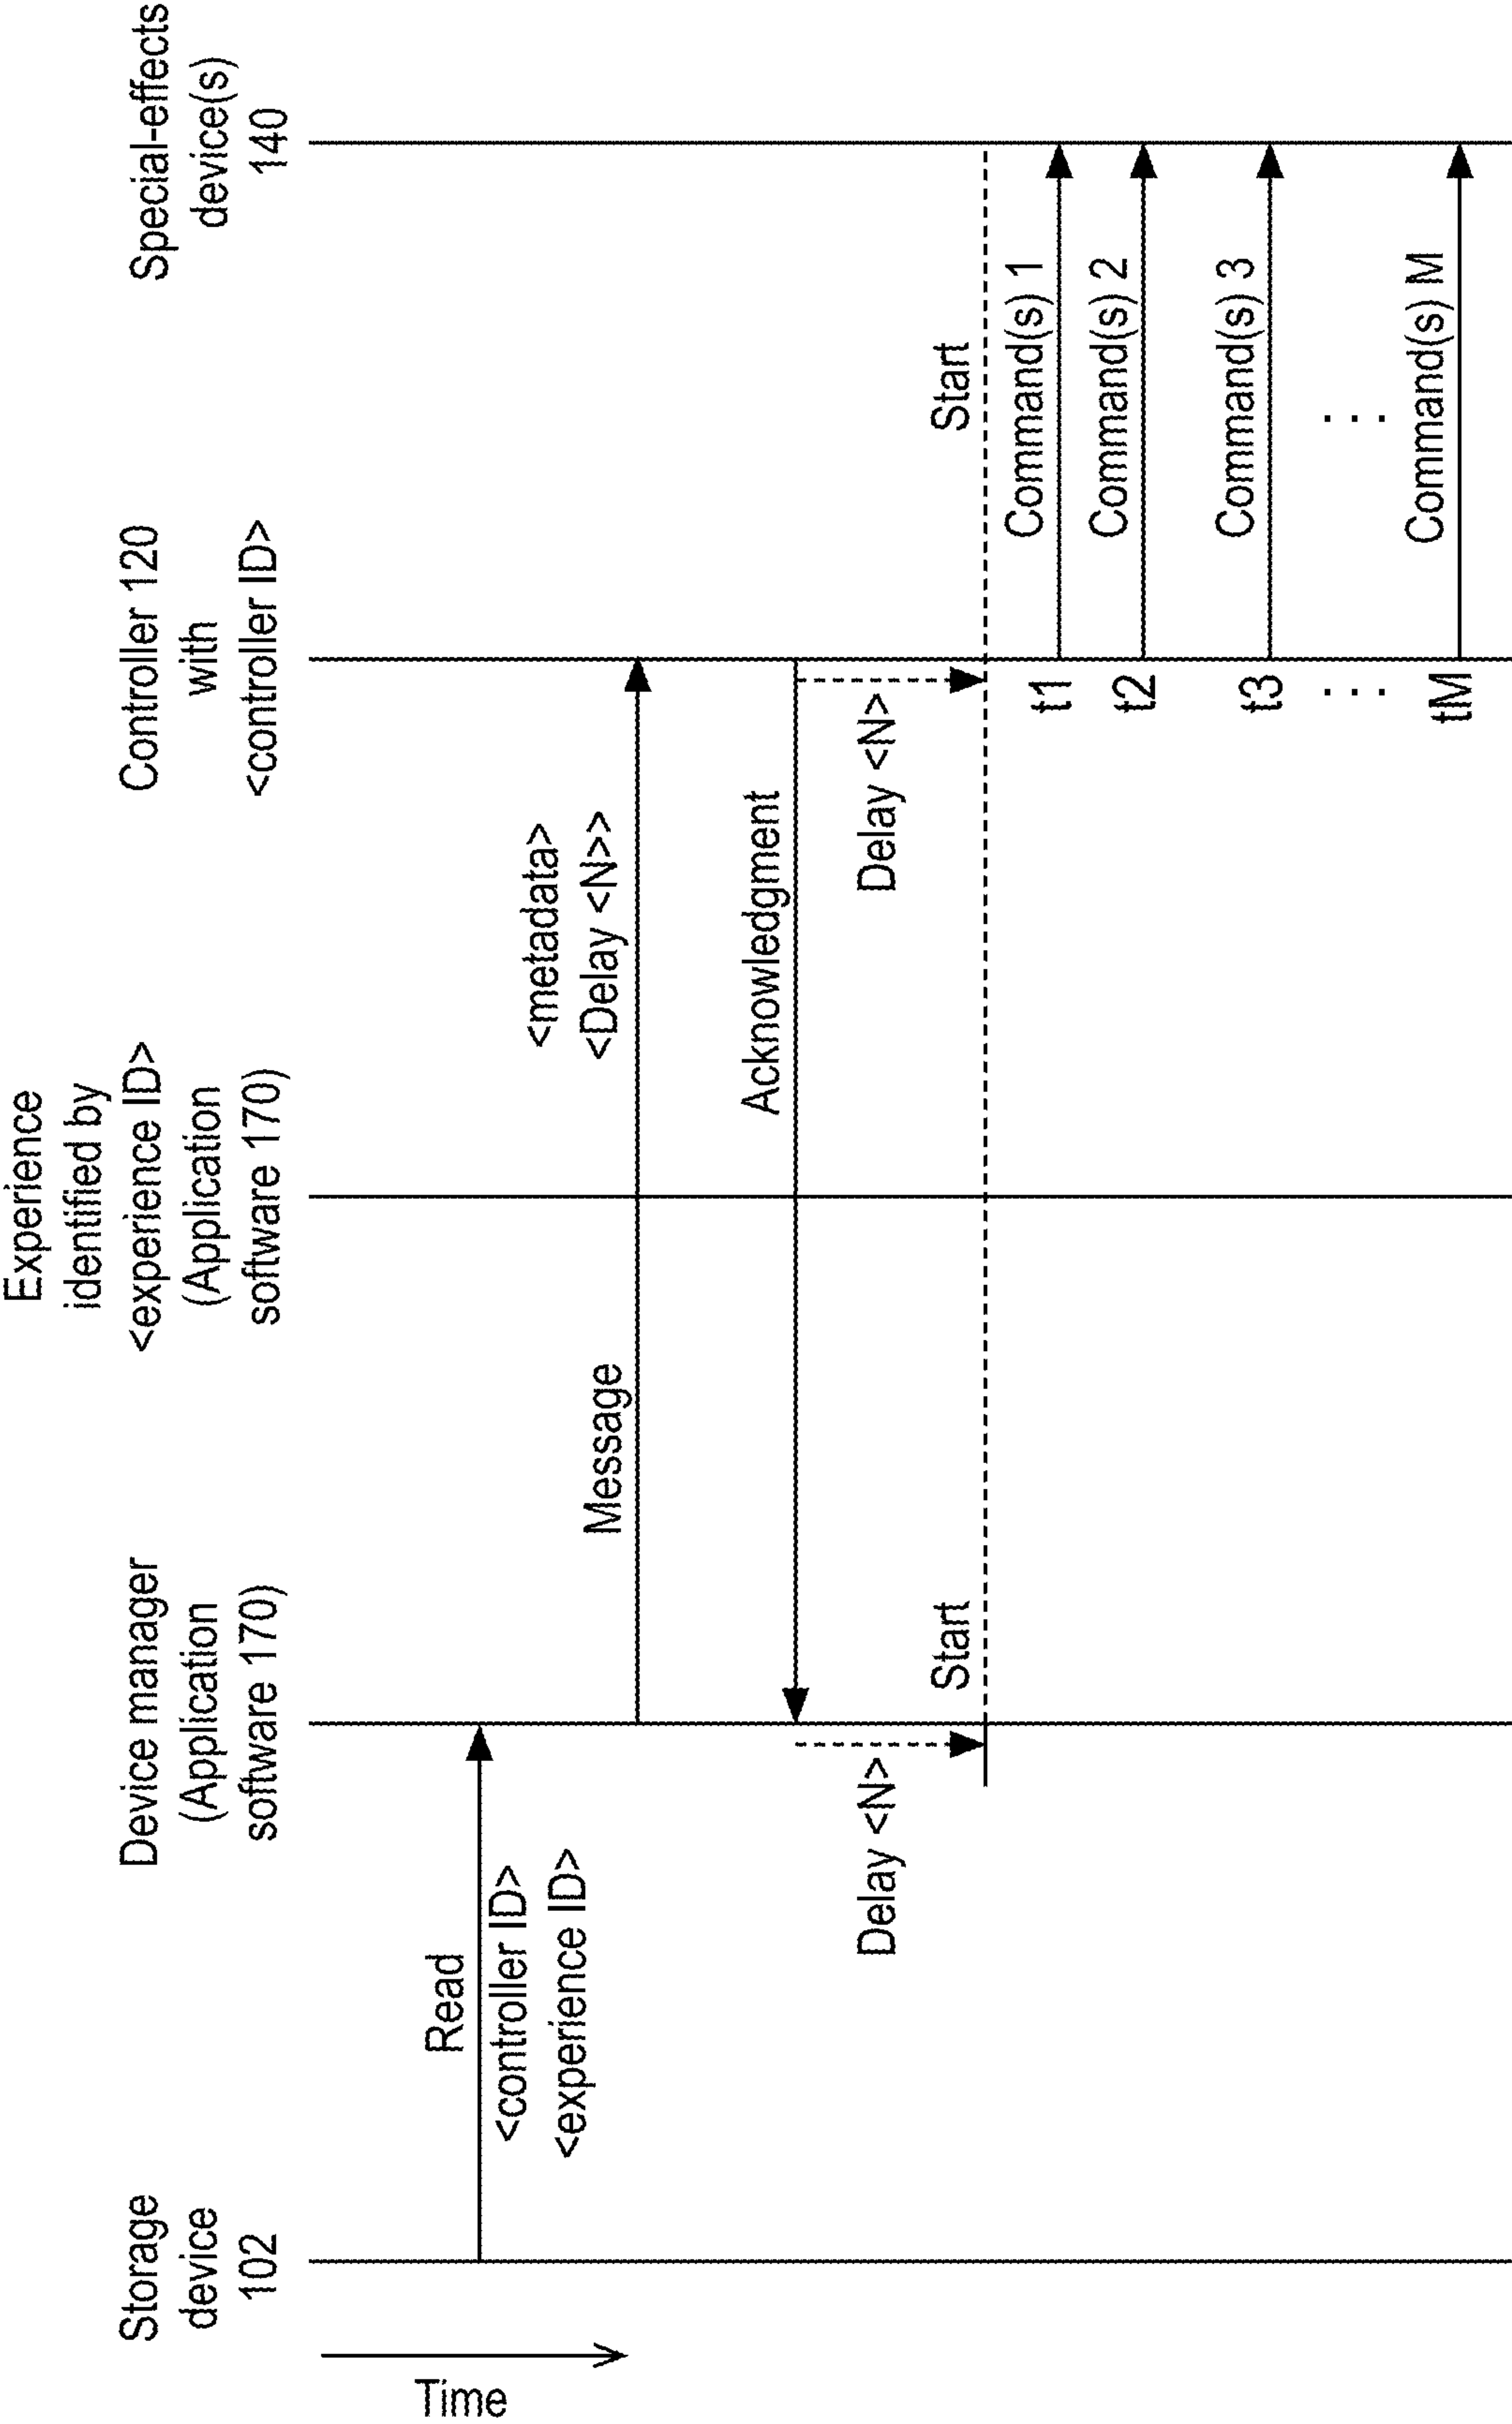 Storage
device
102
Device manager
(Application
software 170)
Experience
identified by
<experience ID>
(Application
software 170)
Controller 120
with
<controller ID>
Special-effects
device(s)
140
Time
Read
<controller ID>
<experience ID>
Message
<metadata>
<Delay <N>>
Acknowledgment
Delay <N>
Delay <N>
Start
Start
t1
Command(s) 1
t2
Command(s) 2
t3
Command(s) 3
. . .
. . .
tM
Command(s) M